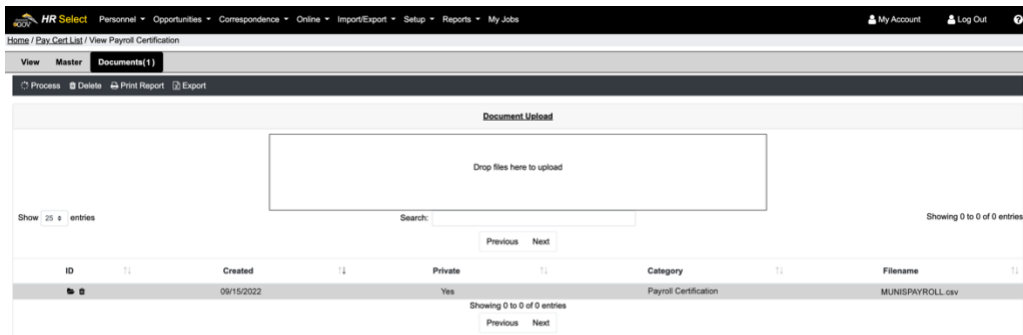 GOV HR Select Personnel Opportunities Correspondence Online Import/Export Setup Reports My Jobs My Account Log Out ?
Home / Pay Cert List / View Payroll Certification
View Master Documents(1)
Process Delete Print Report Export
Document Upload
Drop files here to upload
Show 25 entries Search: Showing 0 to 0 of 0 entries
Previous Next
ID Created Private Category Filename
09/15/2022 Yes Payroll Certification MUNISPAYROLL.csv
Showing 0 to 0 of 0 entries
Previous Next